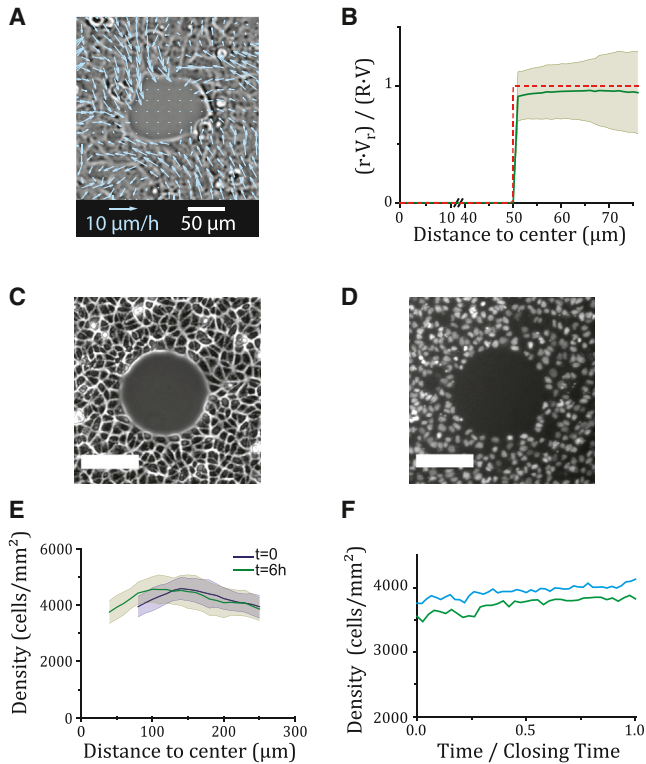 A
10 μm/h
50 μm
B
(r·Vr) / (R·V)
1
0
0
10
40
50
60
70
Distance to center (μm)
C
D
E
Density (cells/mm²)
6000
4000
2000
0
t=0
t=6h
0
100
200
300
Distance to center (μm)
F
Density (cells/mm²)
4000
3000
2000
0.0
0.5
1.0
Time / Closing Time